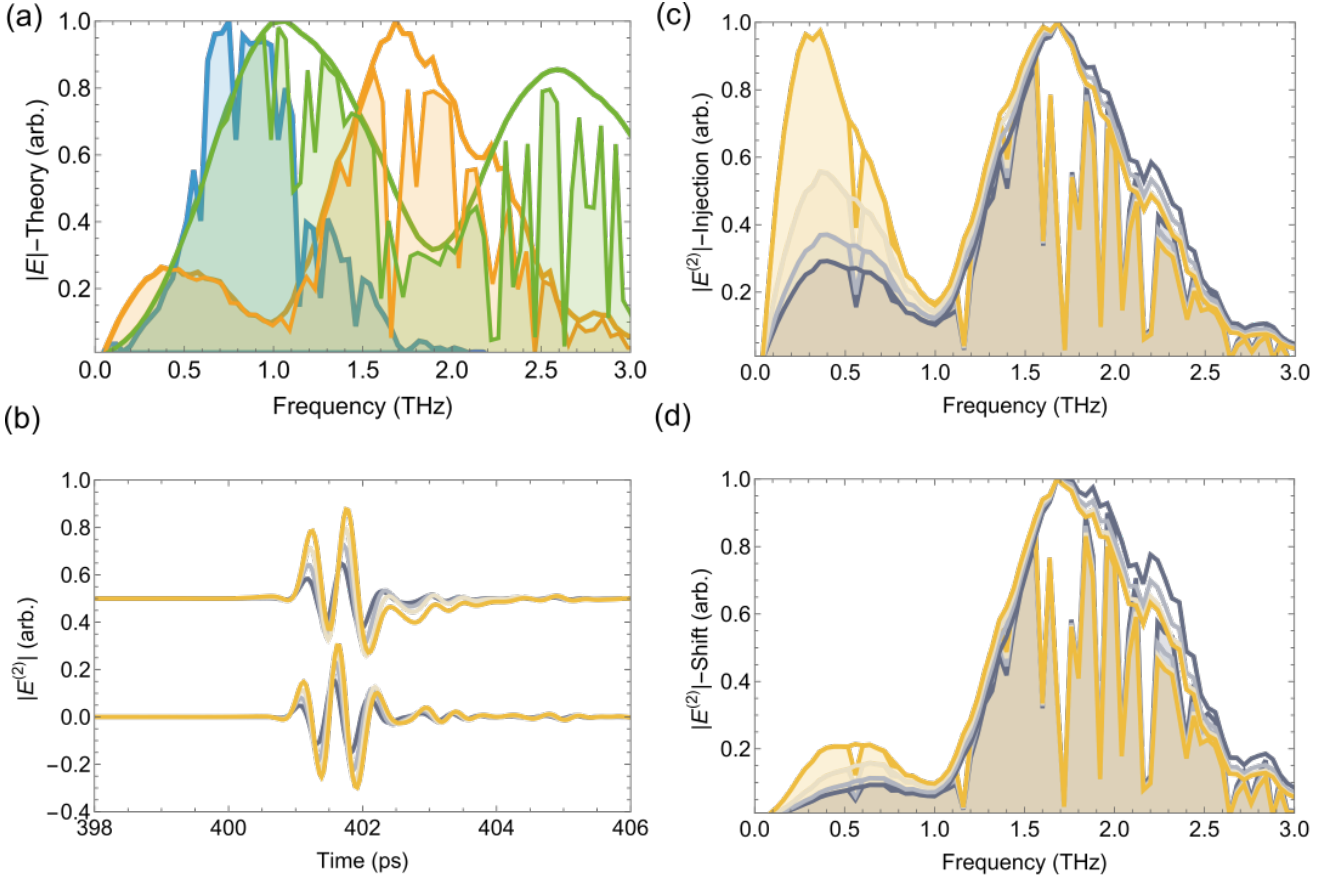 (a)
|E|−Theory (arb.)
1.0
0.8
0.6
0.4
0.2
0.0 0.5 1.0 1.5 2.0 2.5 3.0
Frequency (THz)
(b)
|E(2)| (arb.)
1.0
0.8
0.6
0.4
0.2
0.0
−0.2
−0.4
398 400 402 404 406
Time (ps)
(c)
|E(2)|−Injection (arb.)
1.0
0.8
0.6
0.4
0.2
0.0 0.5 1.0 1.5 2.0 2.5 3.0
Frequency (THz)
(d)
|E(2)|−Shift (arb.)
1.0
0.8
0.6
0.4
0.2
0.0 0.5 1.0 1.5 2.0 2.5 3.0
Frequency (THz)